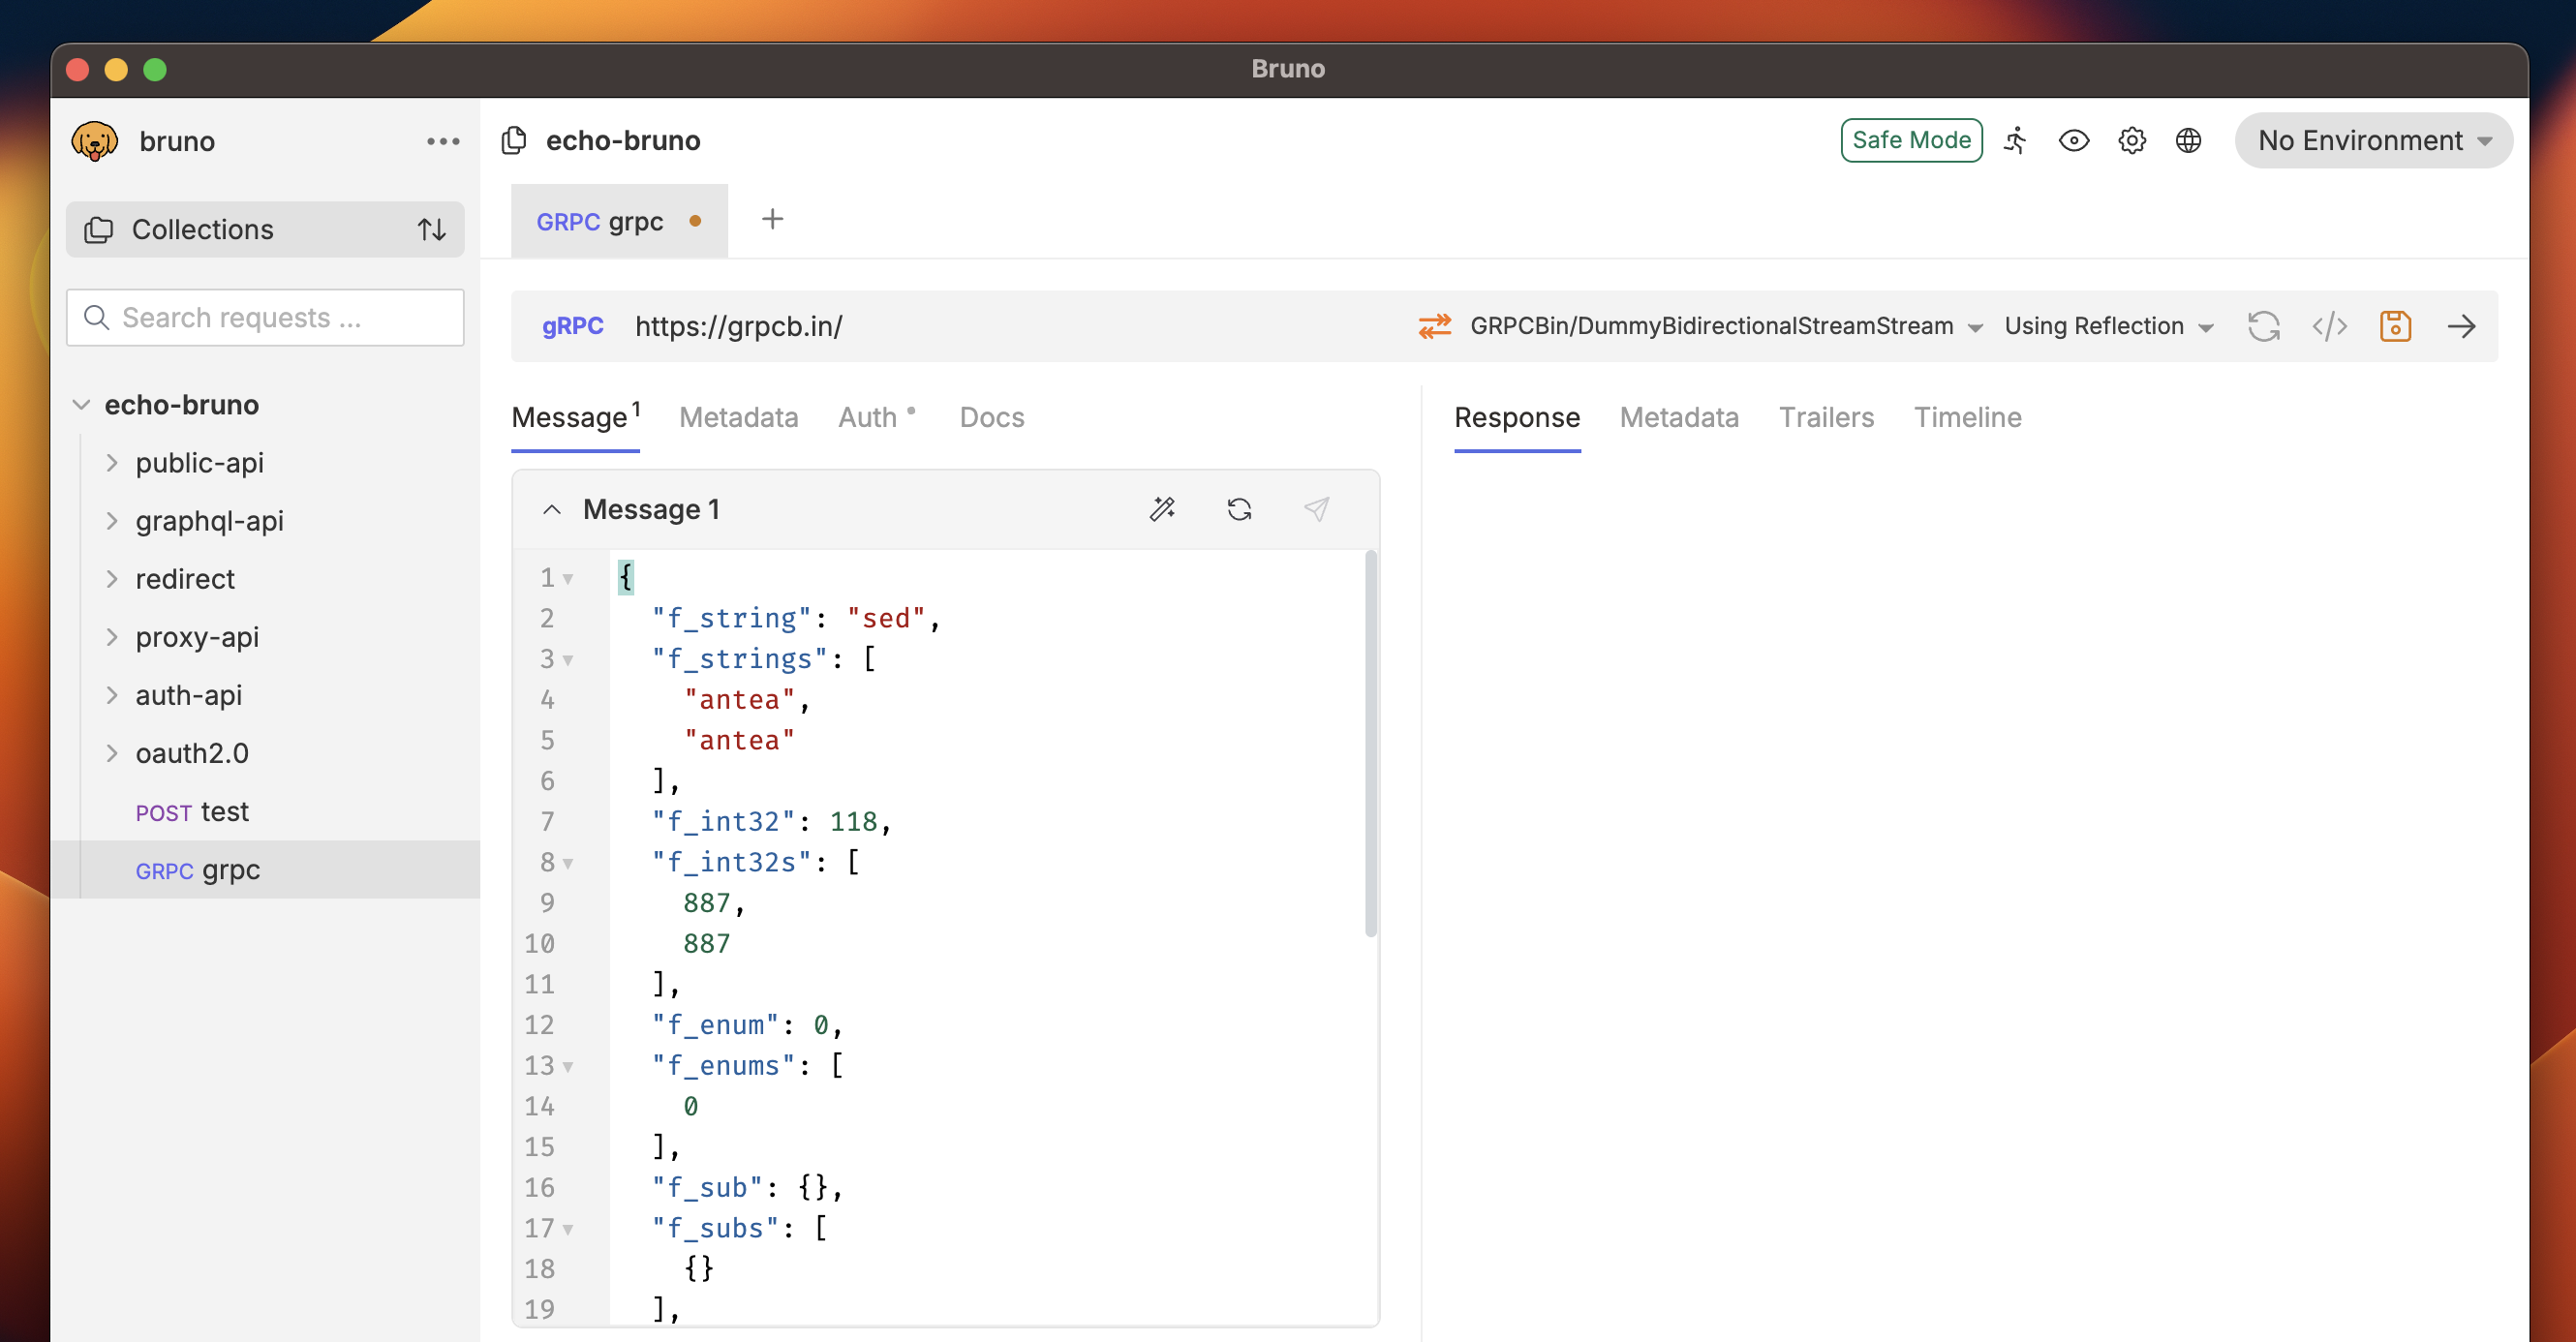 Bruno
bruno
echo-bruno
Safe Mode
No Environment
Collections
GRPC grpc
Search requests ...
gRPC https://grpcb.in/
GRPCBin/DummyBidirectionalStreamStream
Using Reflection
echo-bruno
public-api
graphql-api
redirect
proxy-api
auth-api
oauth2.0
POST test
GRPC grpc
Message 1
Metadata
Auth
Docs
Response
Metadata
Trailers
Timeline
Message 1
1 {
2 "f_string": "sed",
3 "f_strings": [
4 "antea",
5 "antea"
6 ],
7 "f_int32": 118,
8 "f_int32s": [
9 887,
10 887
11 ],
12 "f_enum": 0,
13 "f_enums": [
14 0
15 ],
16 "f_sub": {},
17 "f_subs": [
18 {}
19 ],